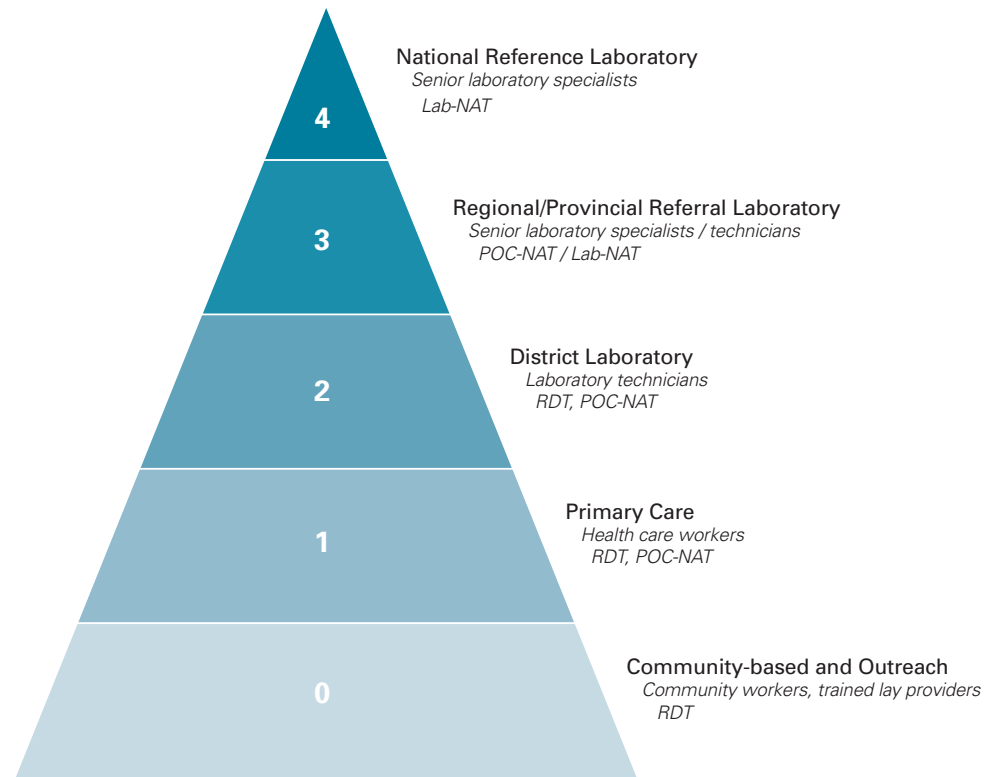 National Reference Laboratory
Senior laboratory specialists
Lab-NAT
4
Regional/Provincial Referral Laboratory
Senior laboratory specialists / technicians
POC-NAT / Lab-NAT
3
District Laboratory
Laboratory technicians
RDT, POC-NAT
2
Primary Care
Health care workers
RDT, POC-NAT
1
Community-based and Outreach
Community workers, trained lay providers
RDT
0